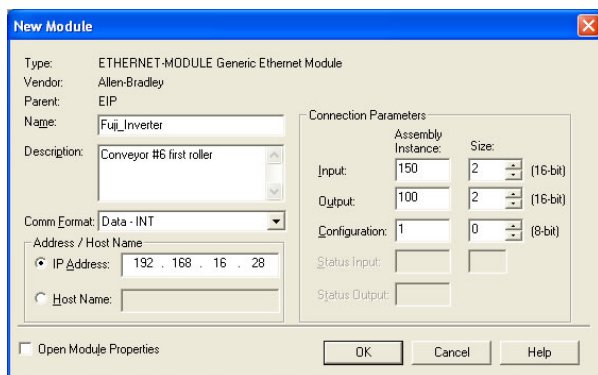 New Module
Type: ETHERNET-MODULE Generic Ethernet Module
Vendor: Allen-Bradley
Parent: EIP
Name: Fuji_Inverter
Description: Conveyor #6 first roller
Comm Format: Data - INT
Address / Host Name
IP Address: 192 . 168 . 16 . 28
Host Name:
Connection Parameters
Assembly Instance: Size:
Input: 150 2 (16-bit)
Output: 100 2 (16-bit)
Configuration: 1 0 (8-bit)
Status Input:
Status Output:
Open Module Properties
OK Cancel Help